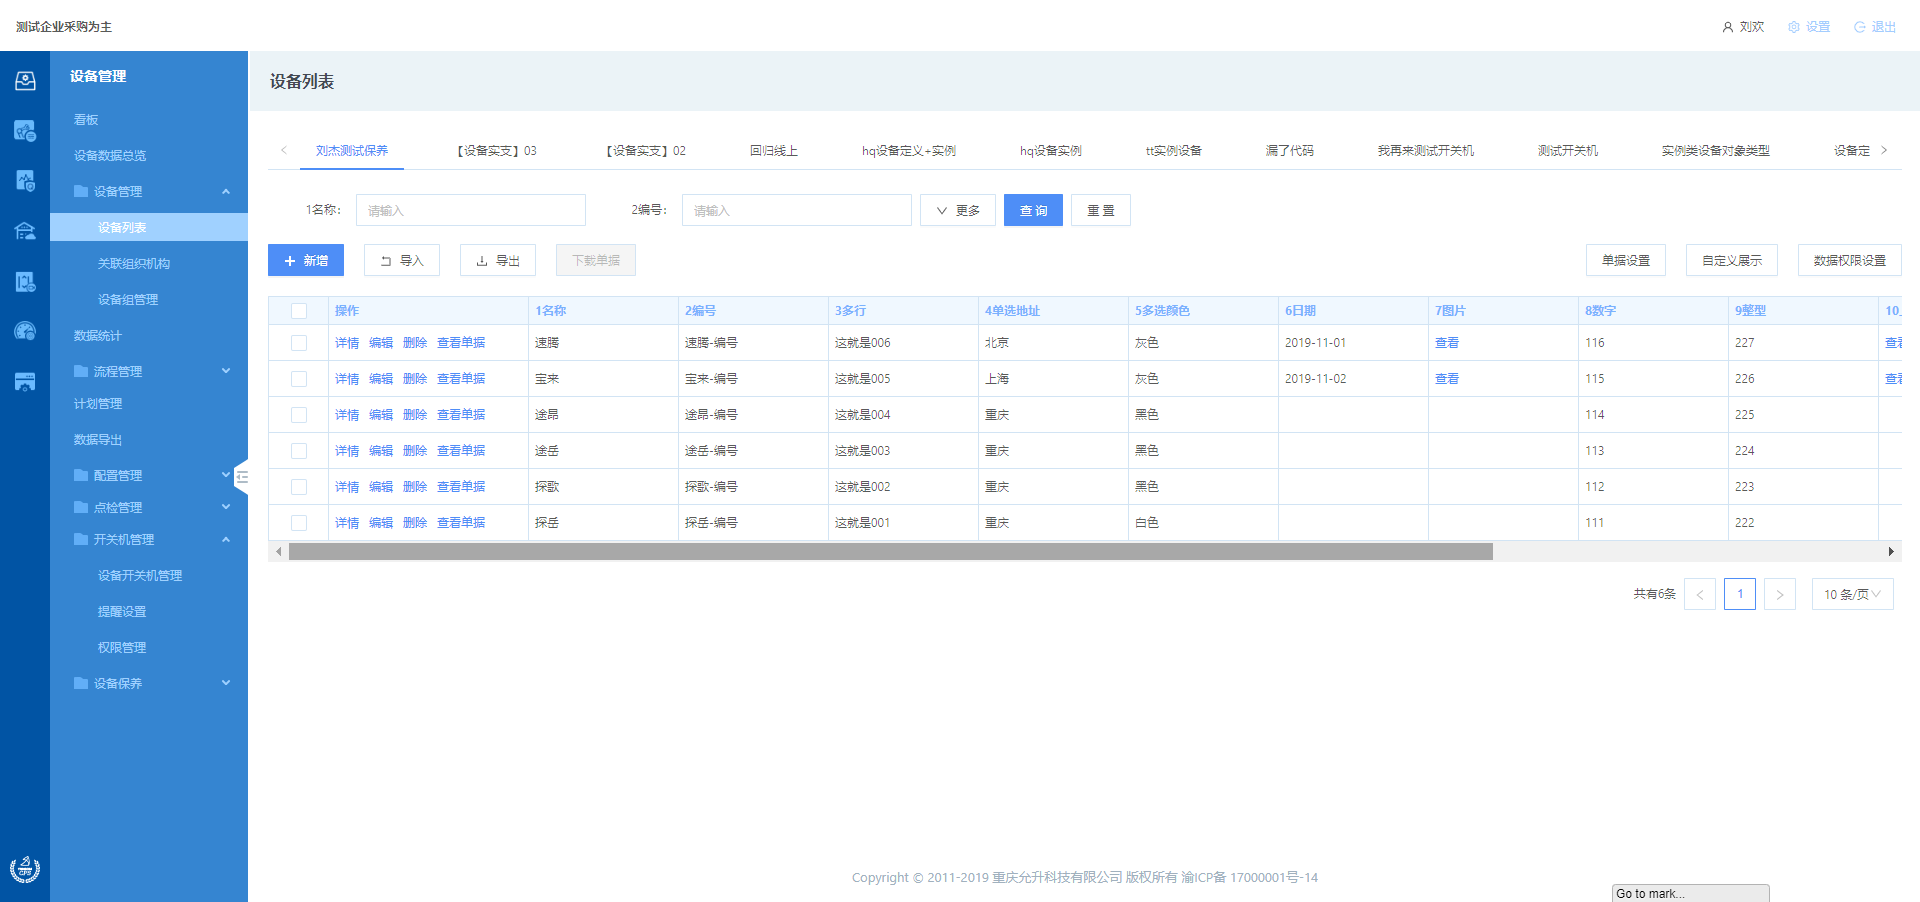 测试企业采购为主
刘欢 设置 退出
设备管理
看板
设备数据总览
设备管理
设备列表
关联组织机构
设备组管理
数据统计
流程管理
计划管理
数据导出
配置管理
点检管理
开关机管理
设备开关机管理
提醒设置
权限管理
设备保养
设备列表
刘杰测试保养 【设备实支】03 【设备实支】02 回归线上 hq设备定义+实例 hq设备实例 tt实例设备 漏了代码 我再来测试开关机 测试开关机 实例类设备对象类型 设备定
1名称: 请输入 2编号: 请输入 更多 查 询 重 置
新增 导入 导出 下载单据 单据设置 自定义展示 数据权限设置
操作 1名称 2编号 3多行 4单选地址 5多选颜色 6日期 7图片 8数字 9整型 10.
详情 编辑 删除 查看单据 速腾 速腾-编号 这就是006 北京 灰色 2019-11-01 查看 116 227 查看
详情 编辑 删除 查看单据 宝来 宝来-编号 这就是005 上海 灰色 2019-11-02 查看 115 226 查看
详情 编辑 删除 查看单据 途昂 途昂-编号 这就是004 重庆 黑色 114 225
详情 编辑 删除 查看单据 途岳 途岳-编号 这就是003 重庆 黑色 113 224
详情 编辑 删除 查看单据 探歌 探歌-编号 这就是002 重庆 黑色 112 223
详情 编辑 删除 查看单据 探岳 探岳-编号 这就是001 重庆 白色 111 222
共有6条 1 10 条/页
Copyright © 2011-2019 重庆允升科技有限公司 版权所有 渝ICP备 17000001号-14
Go to mark...